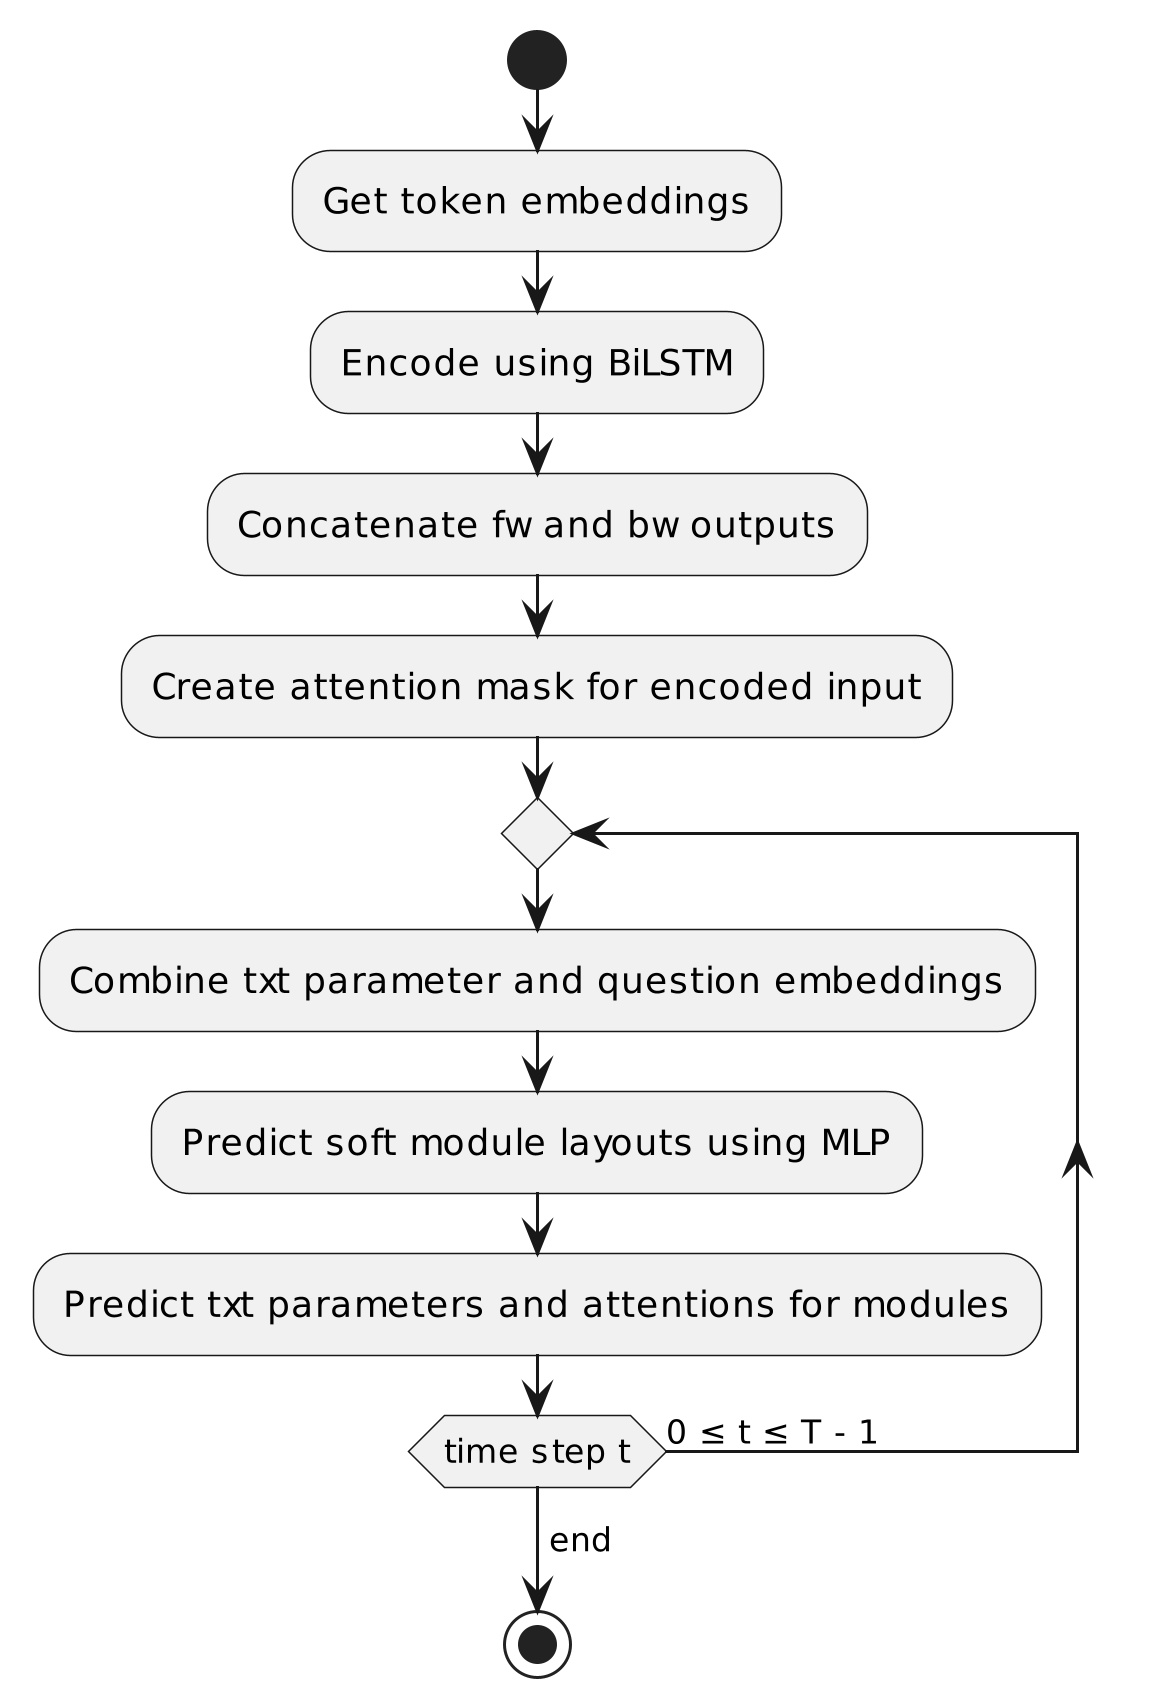 Get token embeddings
Encode using BiLSTM
Concatenate fw and bw outputs
Create attention mask for encoded input
Combine txt parameter and question embeddings
Predict soft module layouts using MLP
Predict txt parameters and attentions for modules
0 ≤ t ≤ T - 1
time step t
end